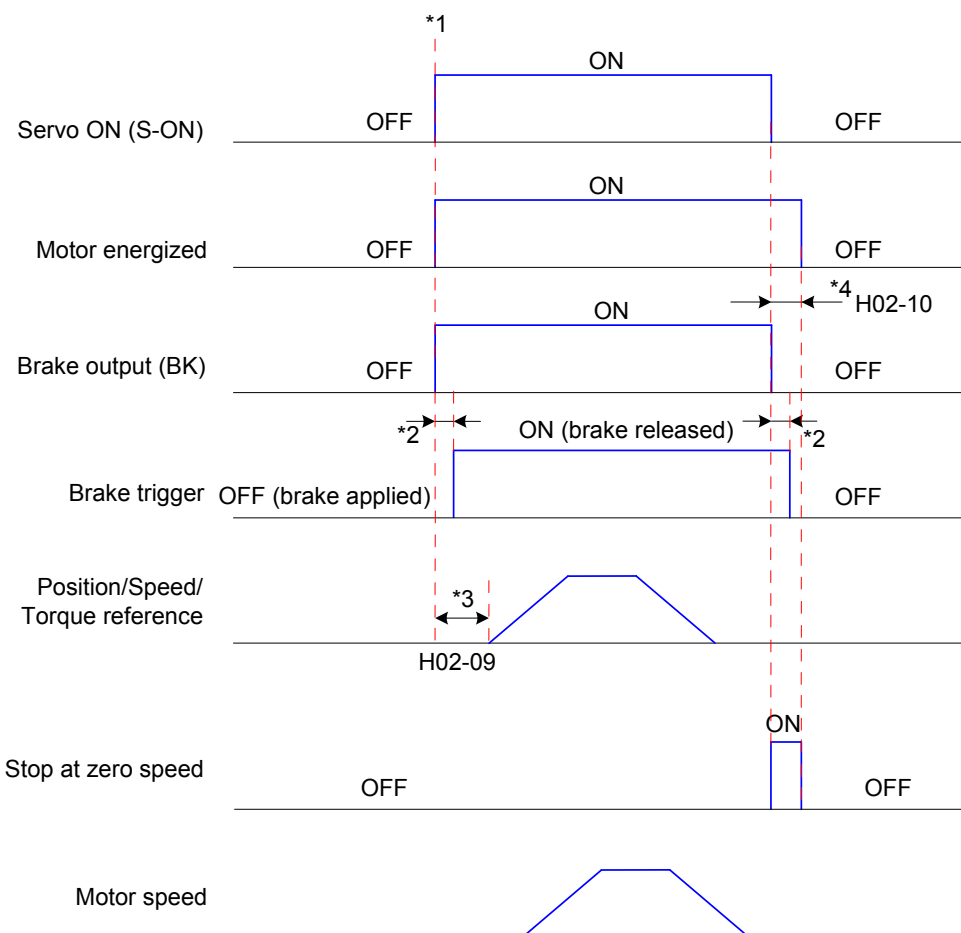 *1
ON
Servo ON (S-ON)
OFF
OFF
ON
Motor energized
OFF
OFF
*4
H02-10
ON
Brake output (BK)
OFF
OFF
*2
ON (brake released)
*2
Brake trigger
OFF (brake applied)
OFF
Position/Speed/
Torque reference
*3
H02-09
ON
Stop at zero speed
OFF
OFF
Motor speed